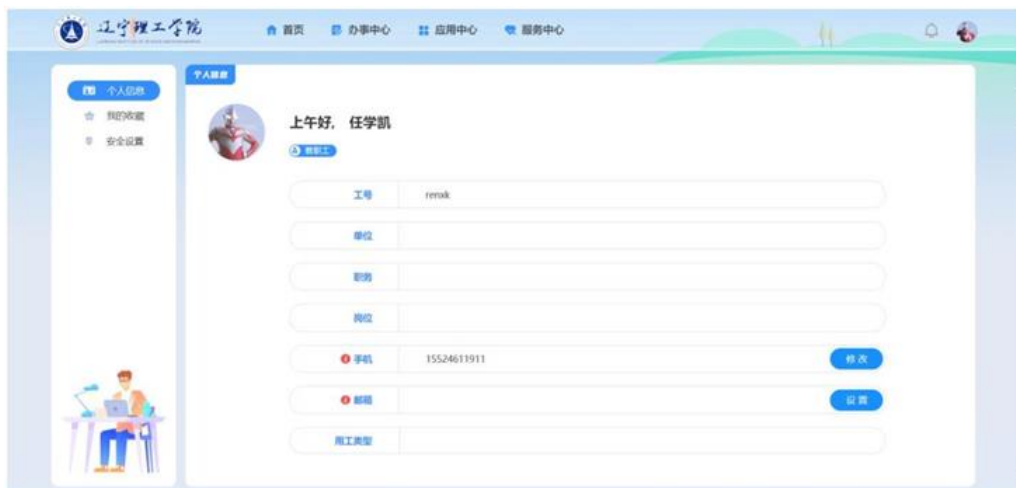 辽宁理工学院
首页 办事中心 应用中心 服务中心
个人信息
个人信息
我的收藏
安全设置
上午好, 任学凯
教职工
工号 renxk
单位
职务
岗位
手机 15524611911 修改
邮箱 设置
用工类型